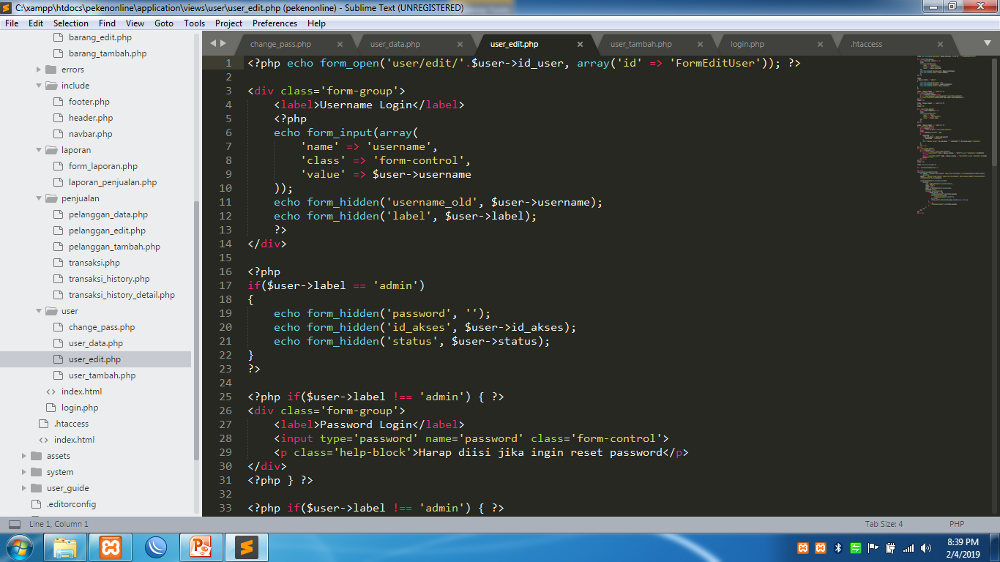 C:\xampp\htdocs\pekenonline\application\views\user\user_edit.php (pekenonline) - Sublime Text (UNREGISTERED)
File Edit Selection Find View Goto Tools Project Preferences Help
barang_edit.php
barang_tambah.php
errors
include
footer.php
header.php
navbar.php
laporan
form_laporan.php
laporan_penjualan.php
penjualan
pelanggan_data.php
pelanggan_edit.php
pelanggan_tambah.php
transaksi.php
transaksi_history.php
transaksi_history_detail.php
user
change_pass.php
user_data.php
user_edit.php
user_tambah.php
index.html
login.php
.htaccess
index.html
assets
system
user_guide
.editorconfig
change_pass.php user_data.php user_edit.php user_tambah.php login.php .htaccess
1 <?php echo form_open('user/edit/'.$user->id_user, array('id' => 'FormEditUser')); ?>
2
3 <div class='form-group'>
4     <label>Username Login</label>
5     <?php
6     echo form_input(array(
7         'name' => 'username',
8         'class' => 'form-control',
9         'value' => $user->username
10     ));
11     echo form_hidden('username_old', $user->username);
12     echo form_hidden('label', $user->label);
13     ?>
14 </div>
15
16 <?php
17 if($user->label == 'admin')
18 {
19     echo form_hidden('password', '');
20     echo form_hidden('id_akses', $user->id_akses);
21     echo form_hidden('status', $user->status);
22 }
23 ?>
24
25 <?php if($user->label !== 'admin') { ?>
26 <div class='form-group'>
27     <label>Password Login</label>
28     <input type='password' name='password' class='form-control'>
29     <p class='help-block'>Harap diisi jika ingin reset password</p>
30 </div>
31 <?php } ?>
32
33 <?php if($user->label !== 'admin') { ?>
Line 1, Column 1 Tab Size: 4 PHP
8:39 PM
2/4/2019